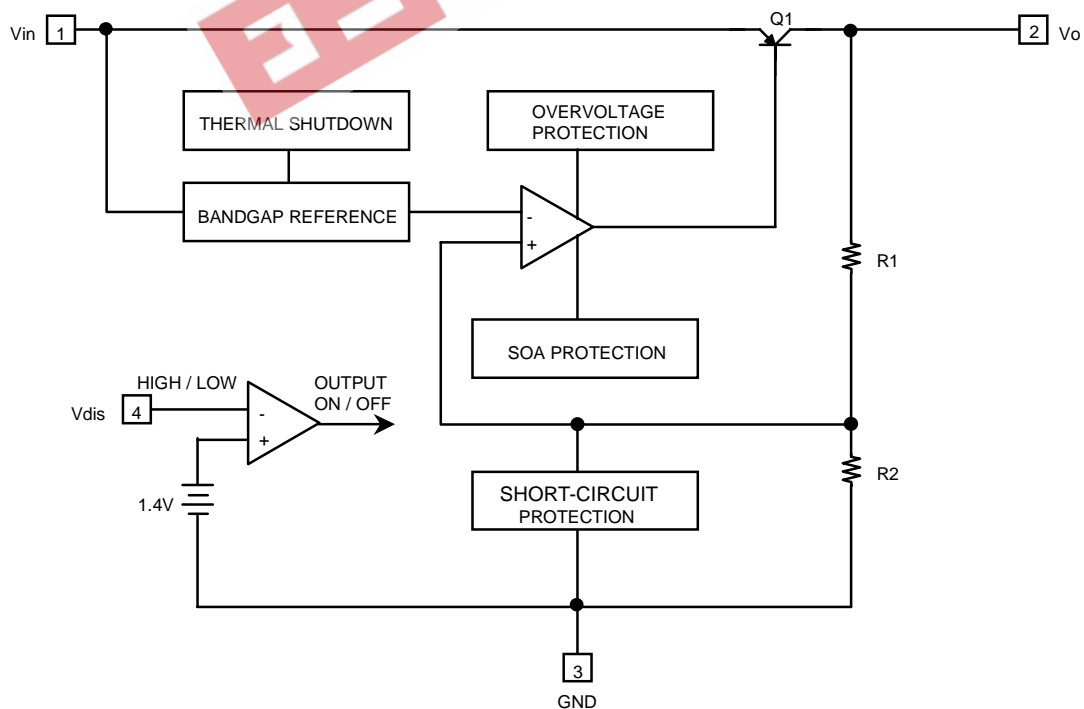 Q1
Vin 1
2 Vo
THERMAL SHUTDOWN
OVERVOLTAGE
PROTECTION
BANDGAP REFERENCE
-
+
R1
SOA PROTECTION
HIGH / LOW
OUTPUT
ON / OFF
Vdis 4
-
+
1.4V
R2
SHORT-CIRCUIT
PROTECTION
3
GND